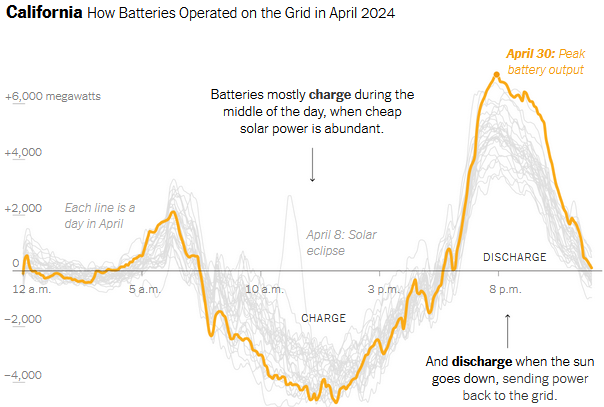 California How Batteries Operated on the Grid in April 2024
April 30: Peak
battery output
+6,000 megawatts
Batteries mostly charge during the
middle of the day, when cheap
solar power is abundant.
+4,000
+2,000
Each line is a
day in April
April 8: Solar
eclipse
DISCHARGE
0
12 a.m.
5 a.m.
10 a.m.
3 p.m.
8 p.m.
CHARGE
−2,000
−4,000
And discharge when the sun
goes down, sending power
back to the grid.